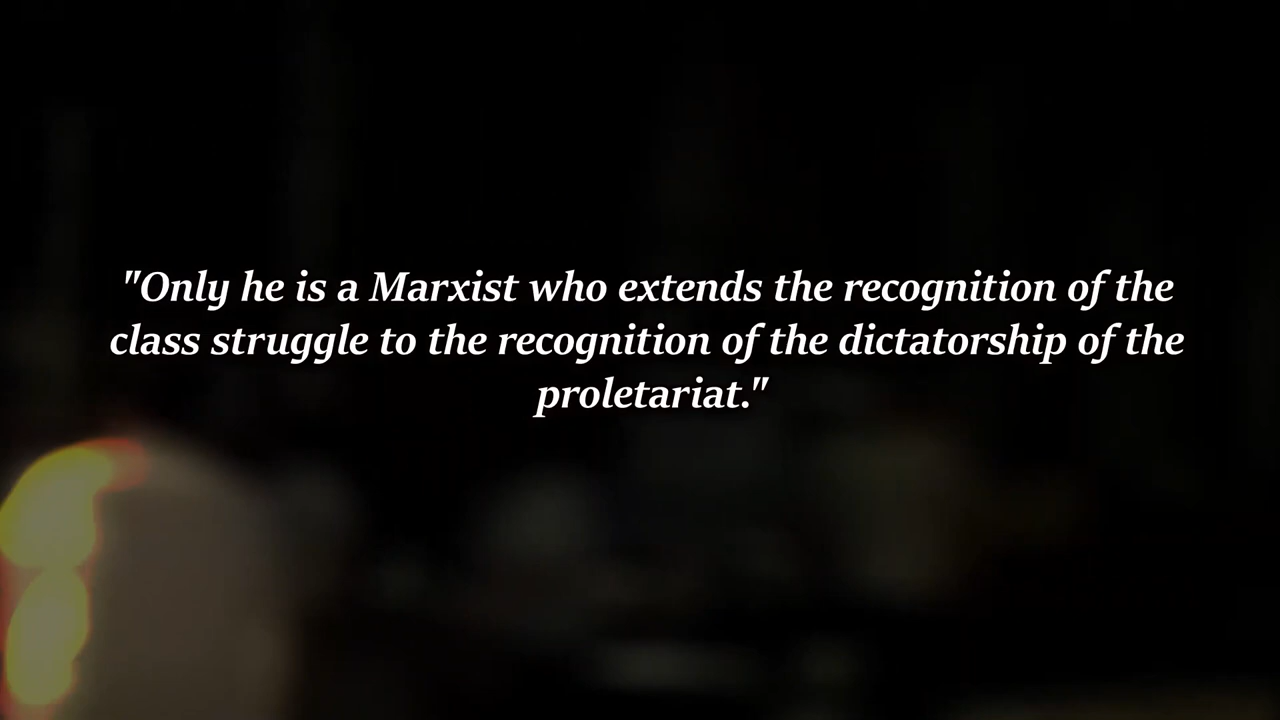 "Only he is a Marxist who extends the recognition of the
class struggle to the recognition of the dictatorship of the
proletariat."